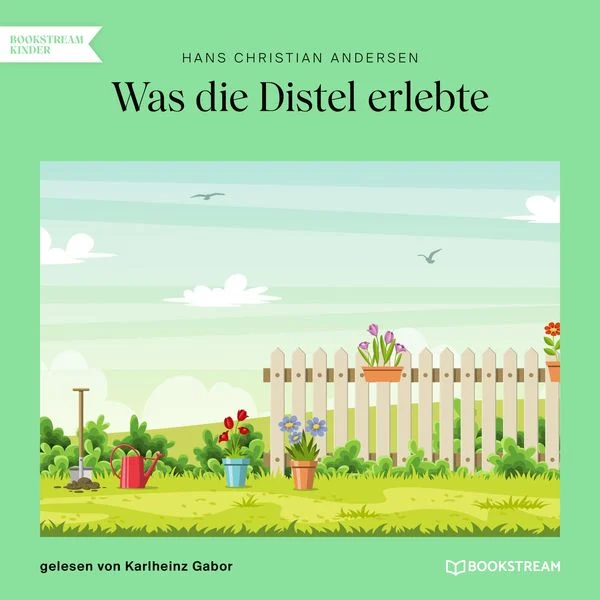 BOOKSTREAM
KINDER
HANS CHRISTIAN ANDERSEN
Was die Distel erlebte
gelesen von Karlheinz Gabor
BOOKSTREAM